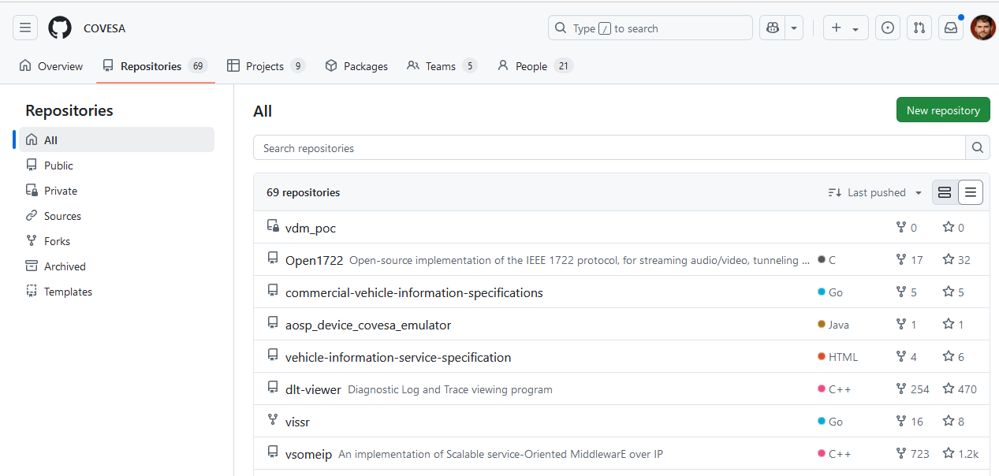 COVESA
Type / to search
Overview
Repositories 69
Projects 9
Packages
Teams 5
People 21
Repositories
All
Public
Private
Sources
Forks
Archived
Templates
All
New repository
Search repositories
69 repositories
Last pushed
vdm_poc 0 0
Open1722 Open-source implementation of the IEEE 1722 protocol, for streaming audio/video, tunneling ... C 17 32
commercial-vehicle-information-specifications Go 5 5
aosp_device_covesa_emulator Java 1 1
vehicle-information-service-specification HTML 4 6
dlt-viewer Diagnostic Log and Trace viewing program C++ 254 470
vissr Go 16 8
vsomeip An implementation of Scalable service-Oriented MiddlewarE over IP C++ 723 1.2k